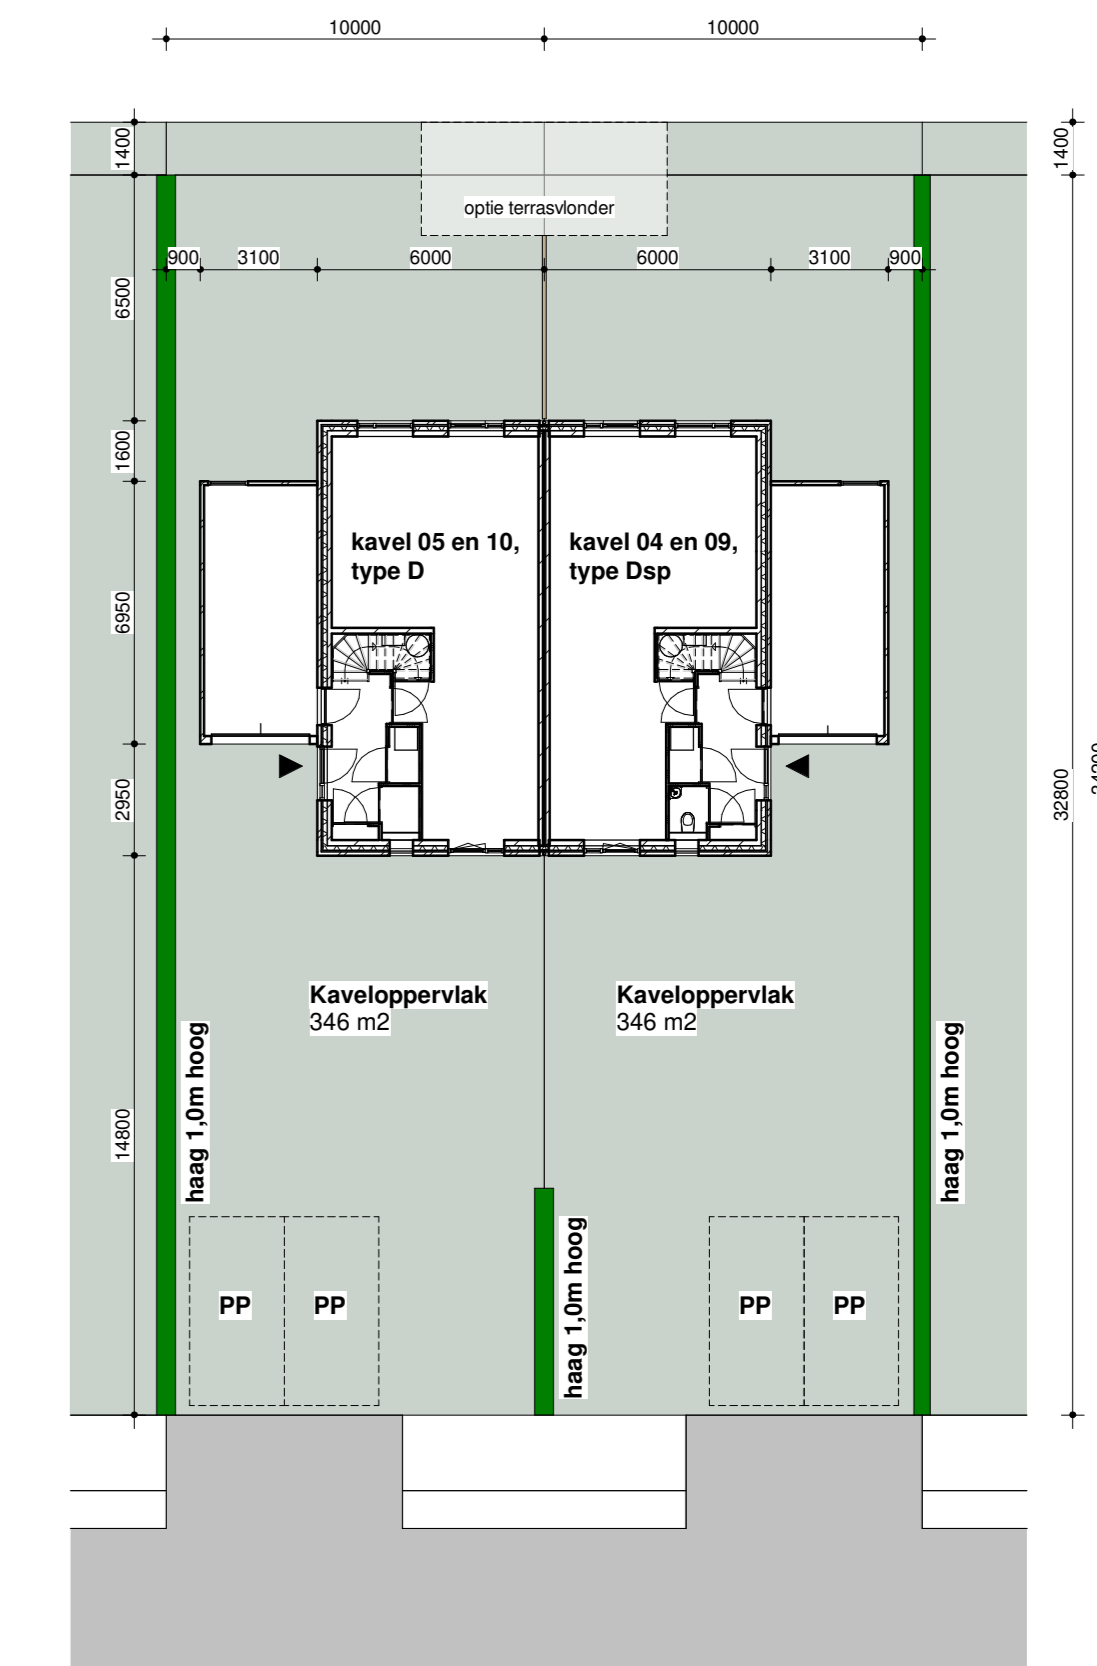 10000
10000
1400
1400
optie terrasvlonder
900
3100
6000
6000
3100
900
6500
1600
kavel 05 en 10,
type D
kavel 04 en 09,
type Dsp
6950
2950
32800
Kaveloppervlak
346 m2
Kaveloppervlak
346 m2
14800
haag 1,0m hoog
haag 1,0m hoog
haag 1,0m hoog
PP
PP
PP
PP